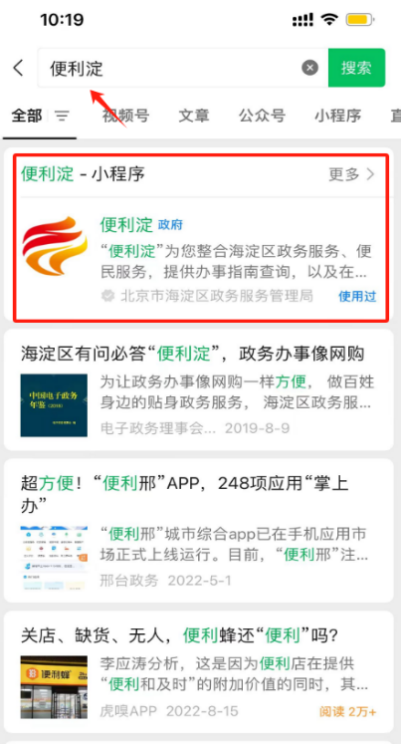 10:19
便利淀
搜索
全部
视频号
文章
公众号
小程序
便利淀 - 小程序
更多
便利淀 政府
“便利淀”为您整合海淀区政务服务、便
民服务，提供办事指南查询，以及在...
北京市海淀区政务服务管理局
使用过
海淀区有问必答“便利淀”，政务办事像网购
中国电子政务
年鉴
为让政务办事像网购一样方便， 做百姓
身边的贴身政务服务， 海淀区政务服...
电子政务理事会... 2019-8-9
超方便！“便利邢”APP，248项应用“掌上
办”
“便利邢”城市综合app已在手机应用市
场正式上线运行。目前，“便利邢”注...
邢台政务 2022-5-1
关店、缺货、无人，便利蜂还“便利”吗?
便利蜂
李应涛分析，这是因为便利店在提供
“便利和及时”的附加价值的同时，其...
虎嗅APP 2022-8-15
阅读 2万+